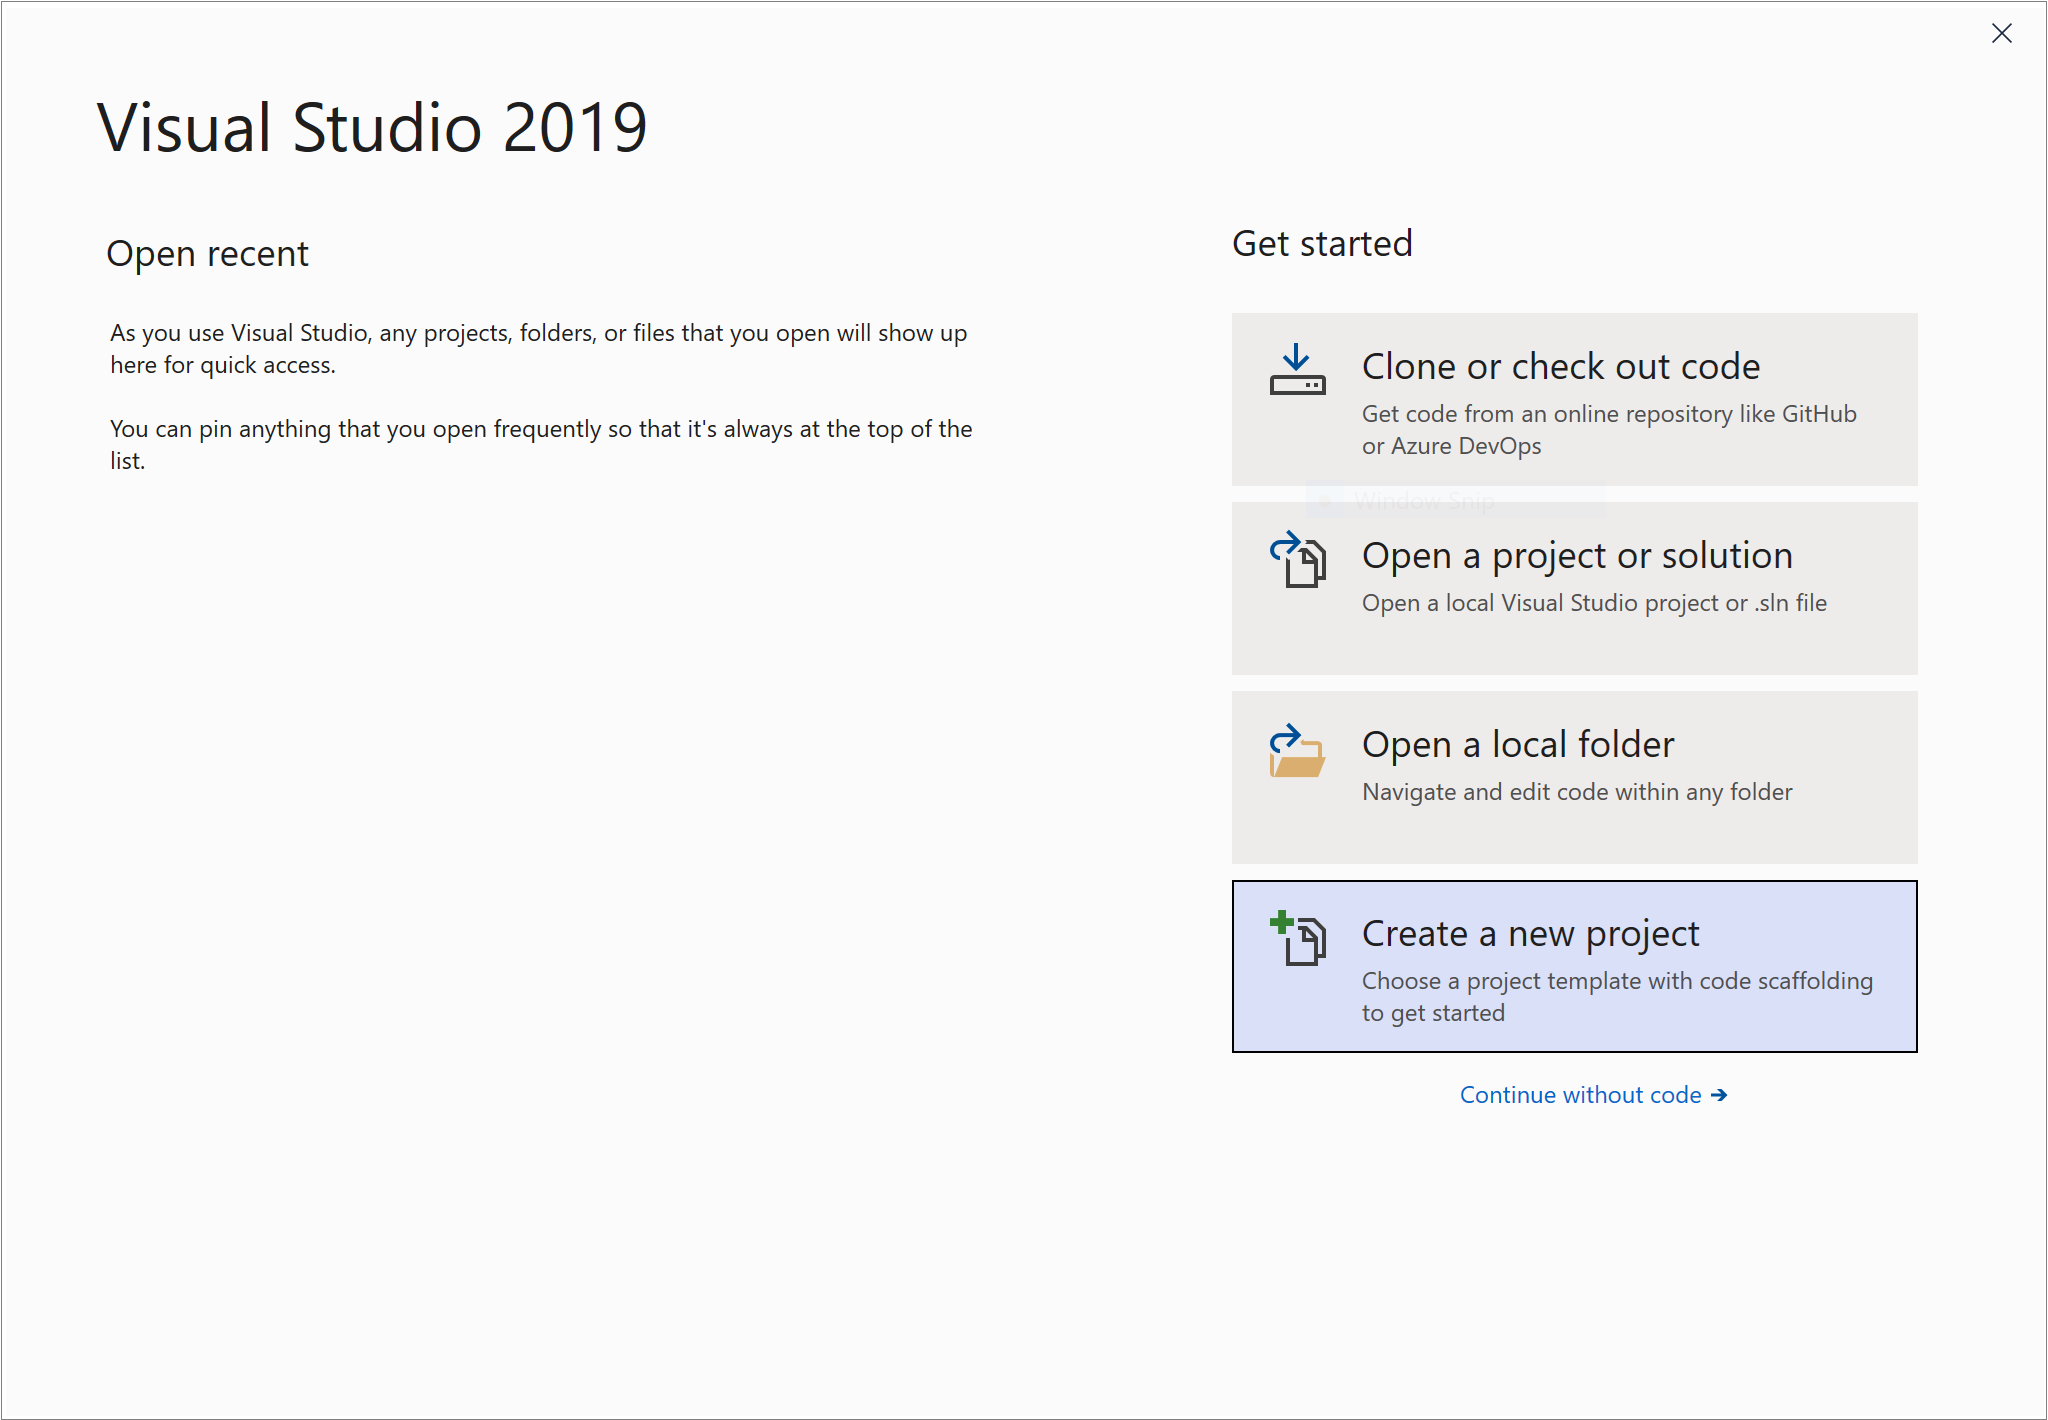 Visual Studio 2019
Open recent
As you use Visual Studio, any projects, folders, or files that you open will show up
here for quick access.
You can pin anything that you open frequently so that it's always at the top of the
list.
Get started
Clone or check out code
Get code from an online repository like GitHub
or Azure DevOps
Window Snip
Open a project or solution
Open a local Visual Studio project or .sln file
Open a local folder
Navigate and edit code within any folder
Create a new project
Choose a project template with code scaffolding
to get started
Continue without code